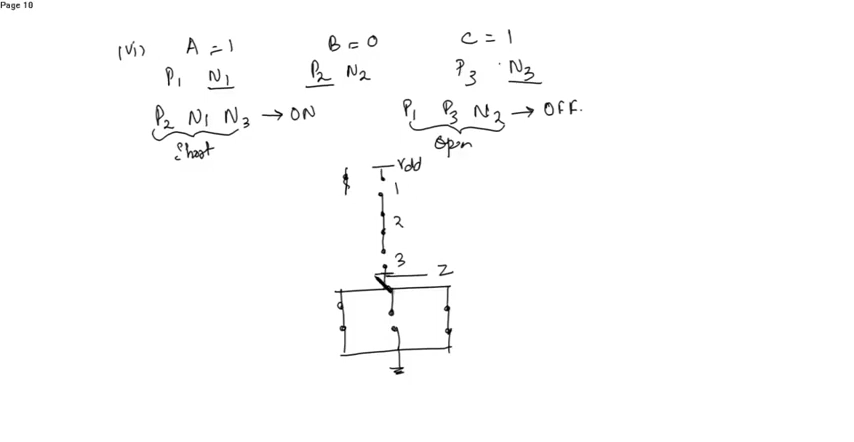 Page 10
(vi) A = 1 B = 0 C = 1
P1 N1 P2 N2 P3 N3
P2 N1 N3 → ON P1 P3 N2 → OFF.
Short Open
Vdd
1
2
3
Z